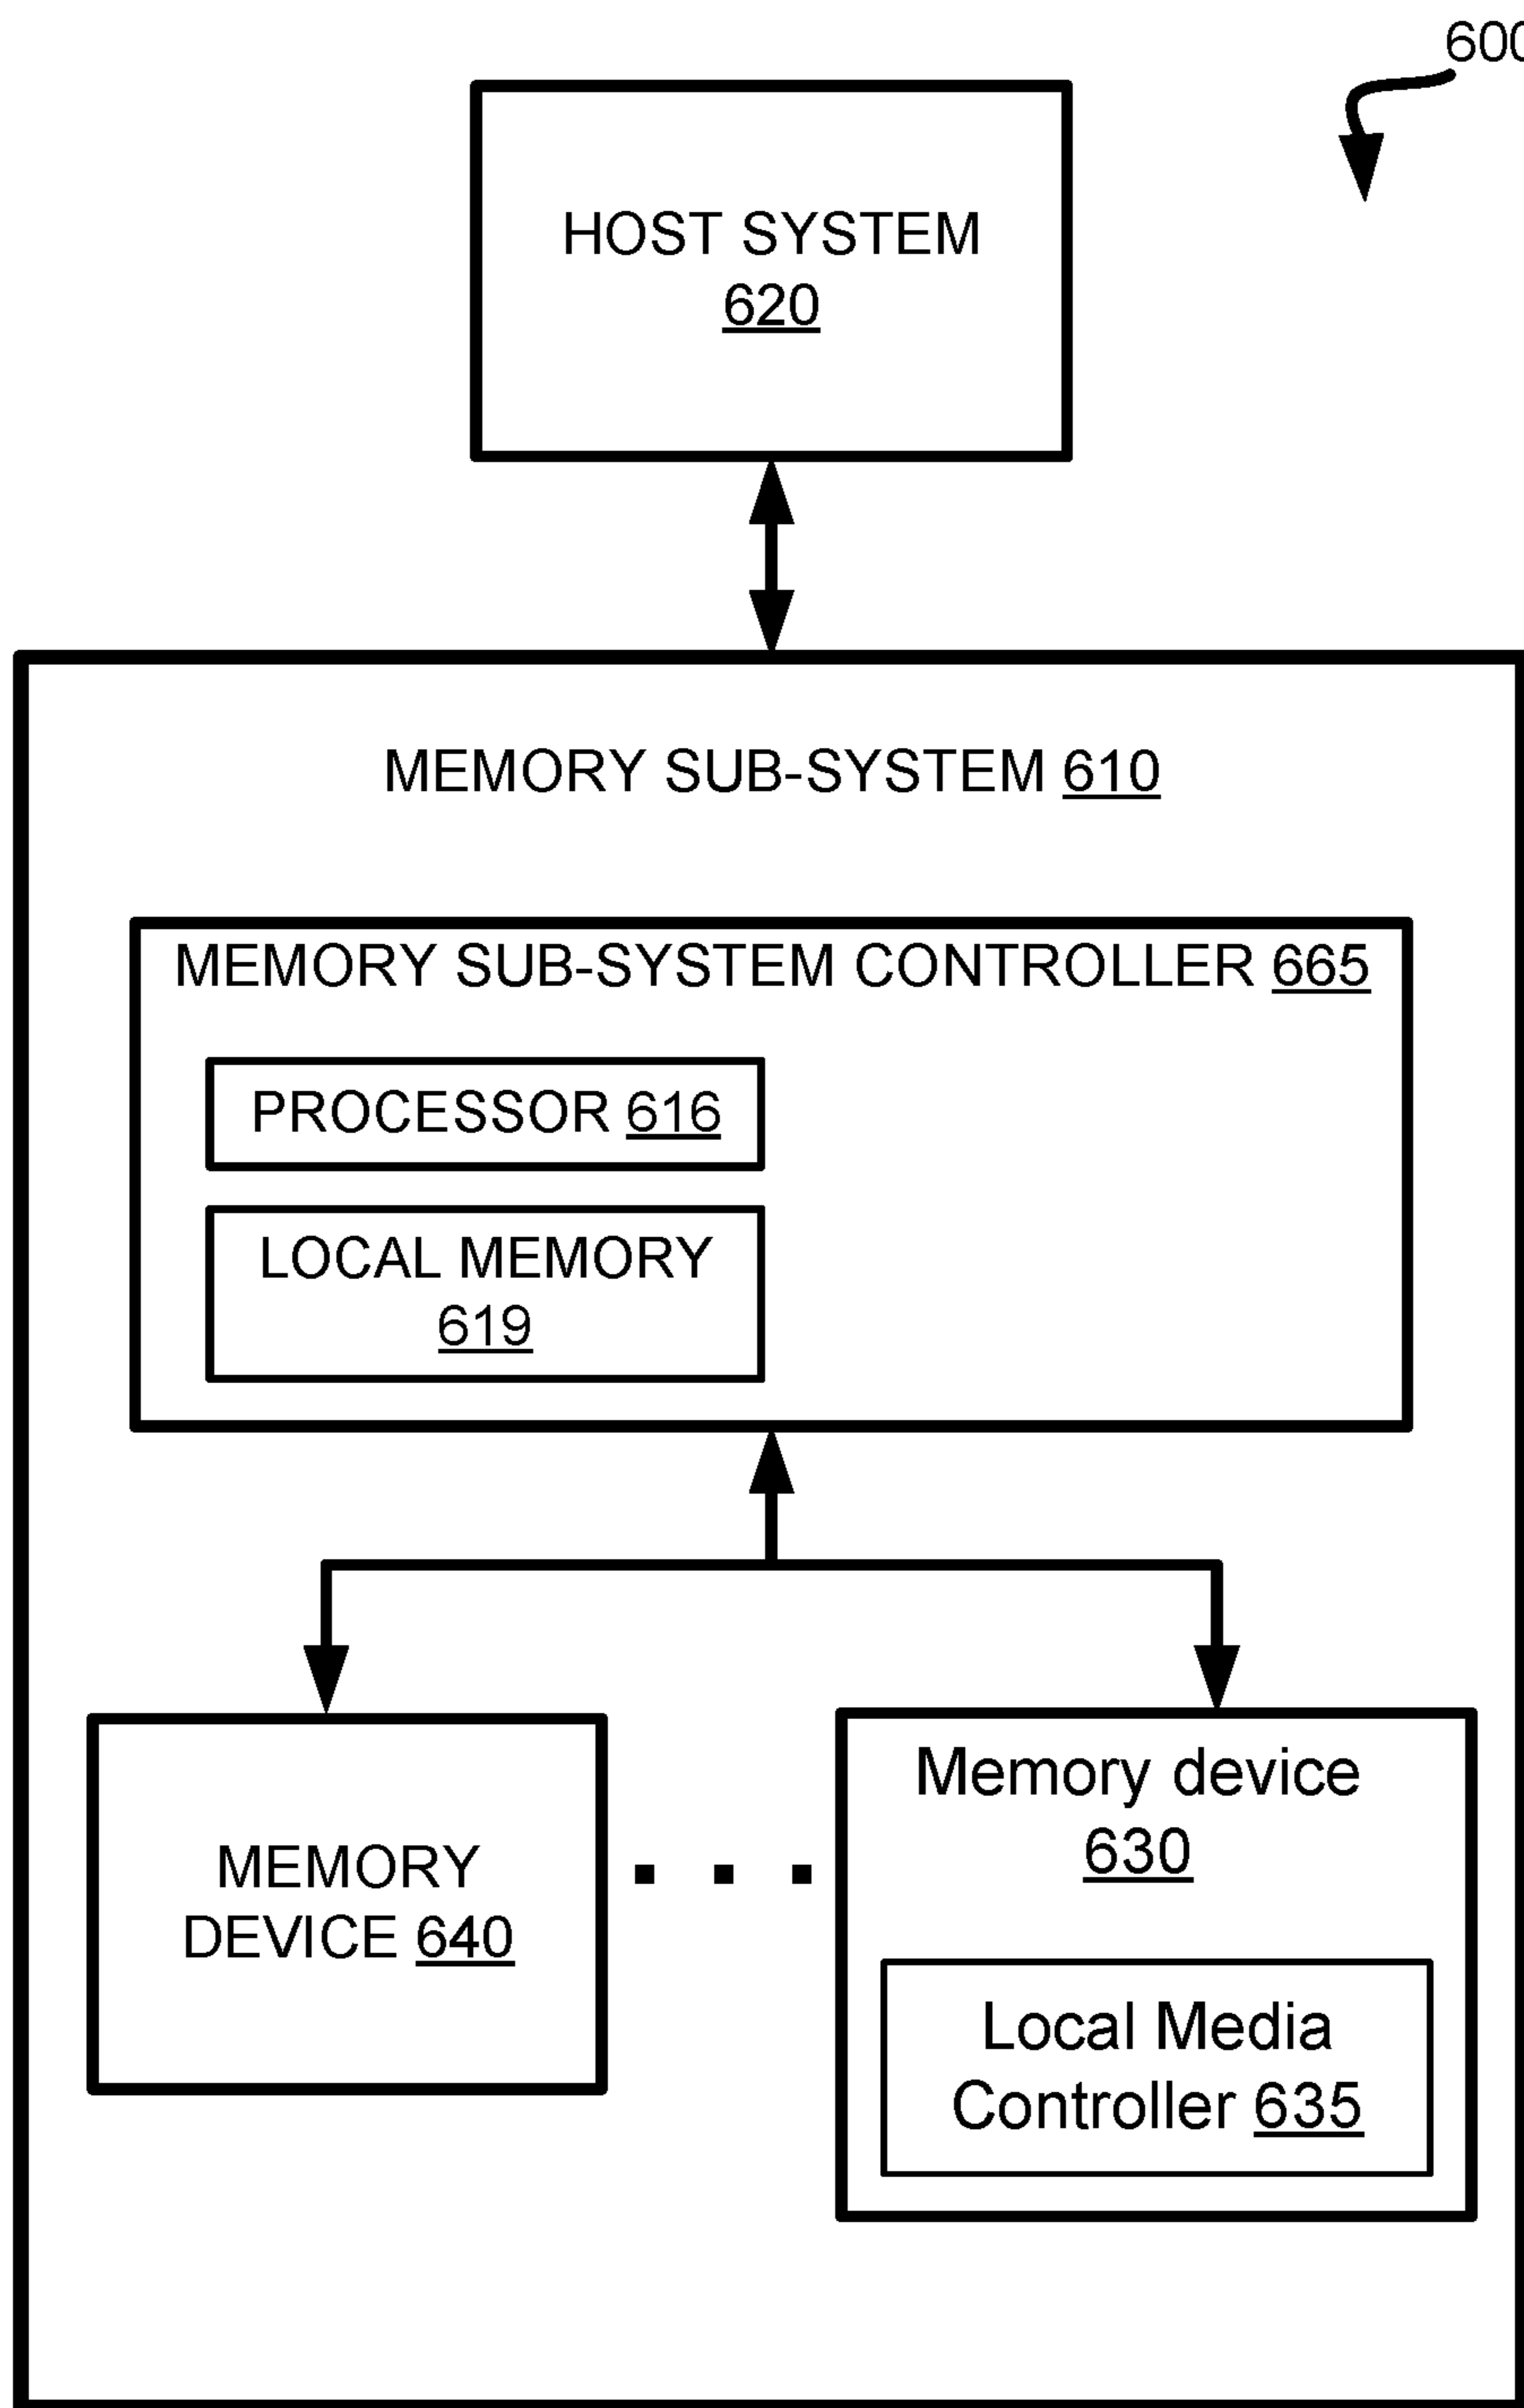 600
HOST SYSTEM
620
MEMORY SUB-SYSTEM 610
MEMORY SUB-SYSTEM CONTROLLER 665
PROCESSOR 616
LOCAL MEMORY
619
MEMORY
DEVICE 640
Memory device
630
Local Media
Controller 635